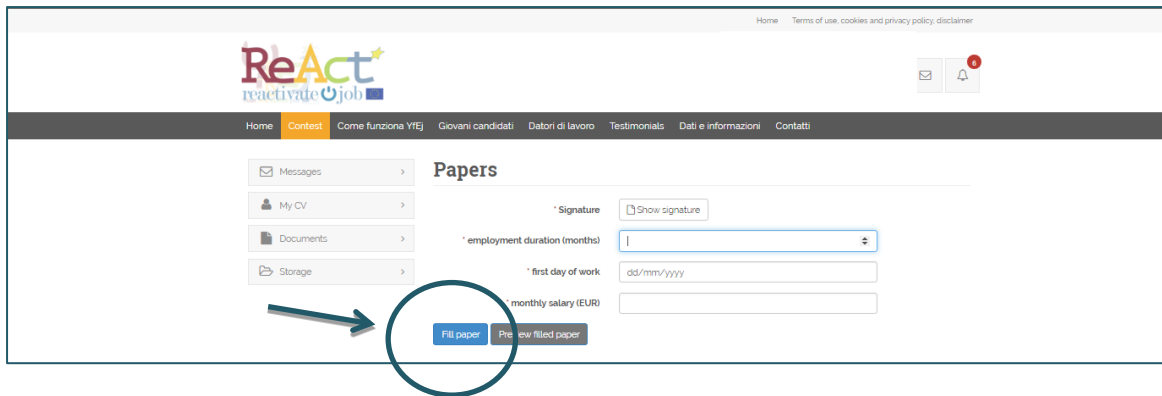 Home Terms of use, cookies and privacy policy, disclaimer
ReAct
reactivate job
6
Home Contest Come funziona YfEj Giovani candidati Datori di lavoro Testimonials Dati e informazioni Contatti
Messages
My CV
Documents
Storage
Papers
* Signature Show signature
* employment duration (months)
* first day of work dd/mm/yyyy
* monthly salary (EUR)
Fill paper Preview filled paper